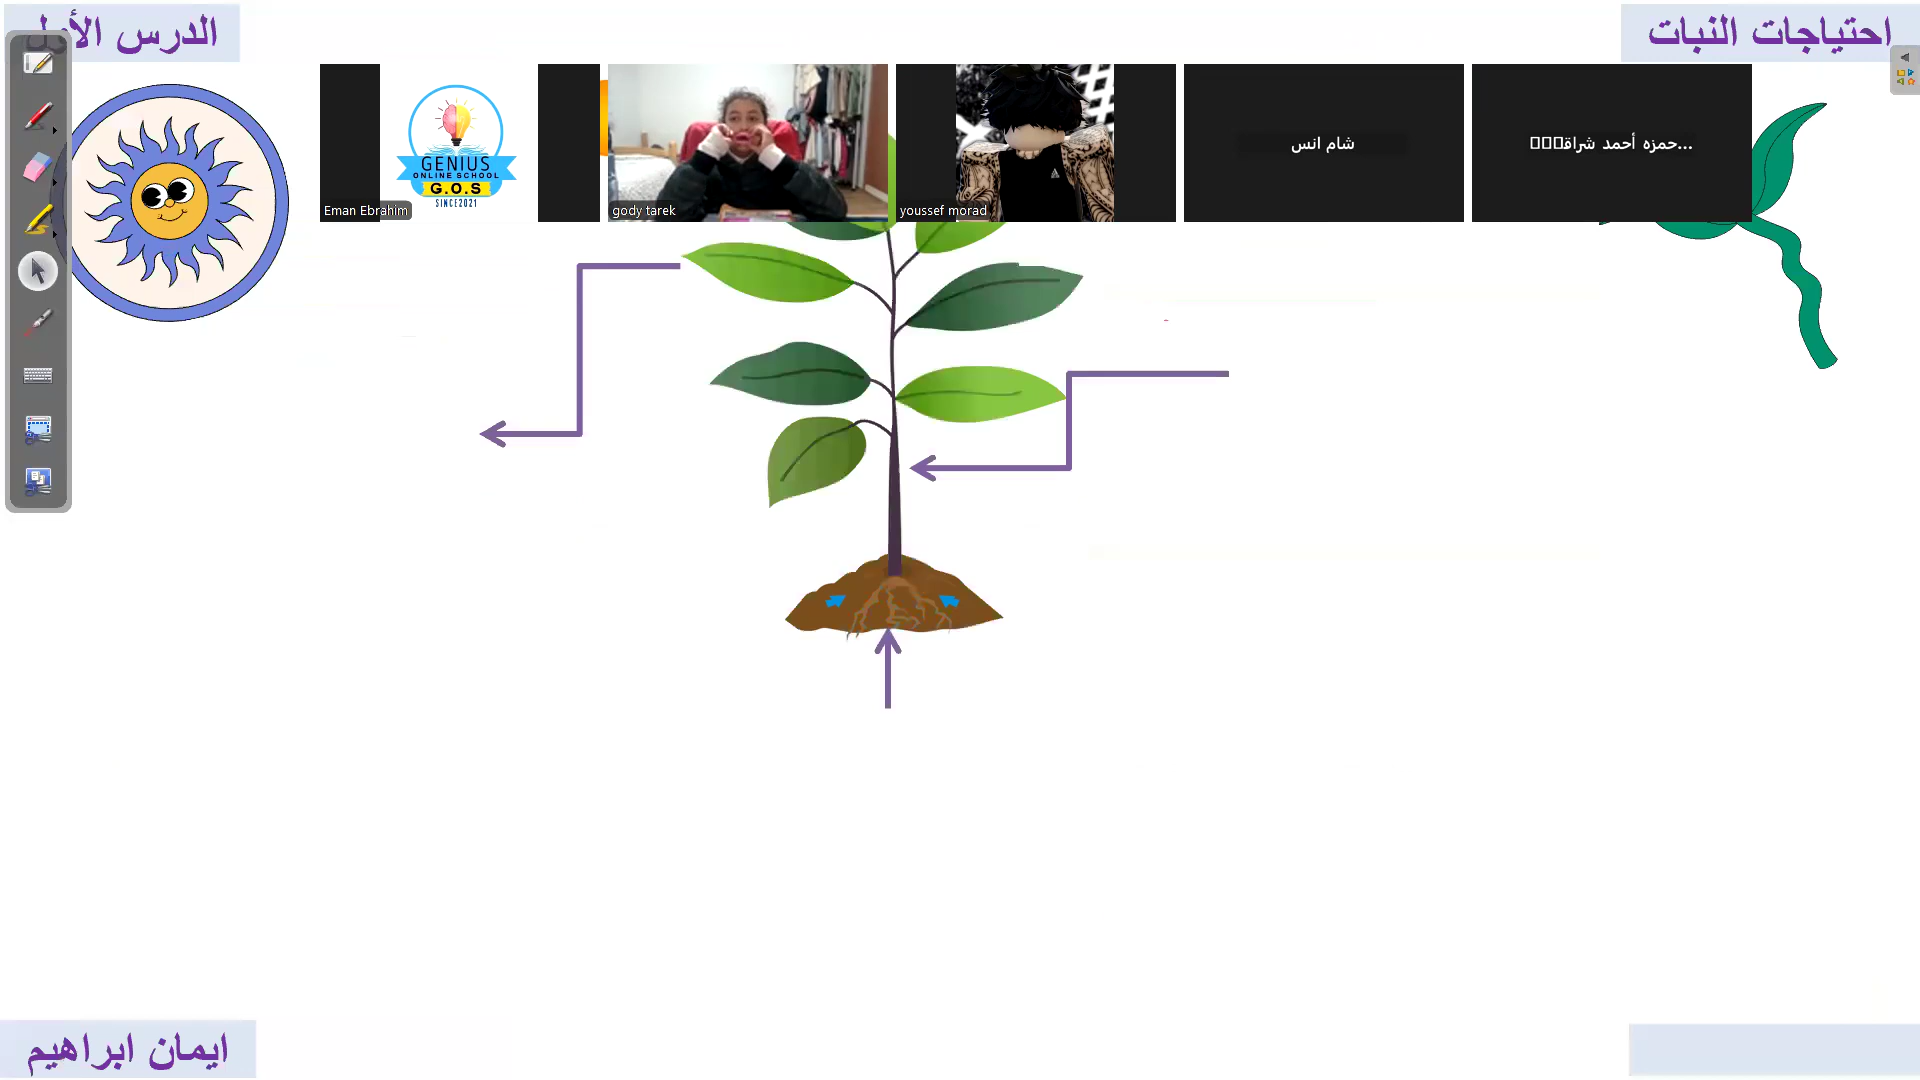 احتياجات النبات
الدرس الأول
GENIUS
ONLINE SCHOOL
G.O.S
SINCE2021
Eman Ebrahim
gody tarek
youssef morad
شام انس
حمزه أحمد شراق...
ايمان ابراهيم